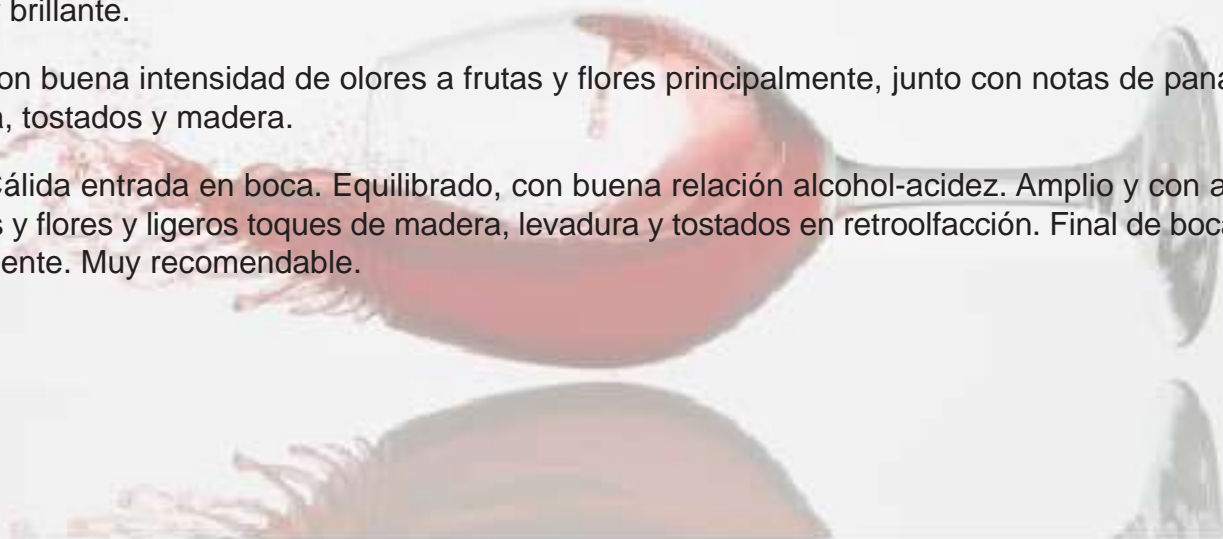 brillante.
on buena intensidad de olores a frutas y flores principalmente, junto con notas de pana
, tostados y madera.
álida entrada en boca. Equilibrado, con buena relación alcohol-acidez. Amplio y con a
s y flores y ligeros toques de madera, levadura y tostados en retroolfacción. Final de boca
ente. Muy recomendable.